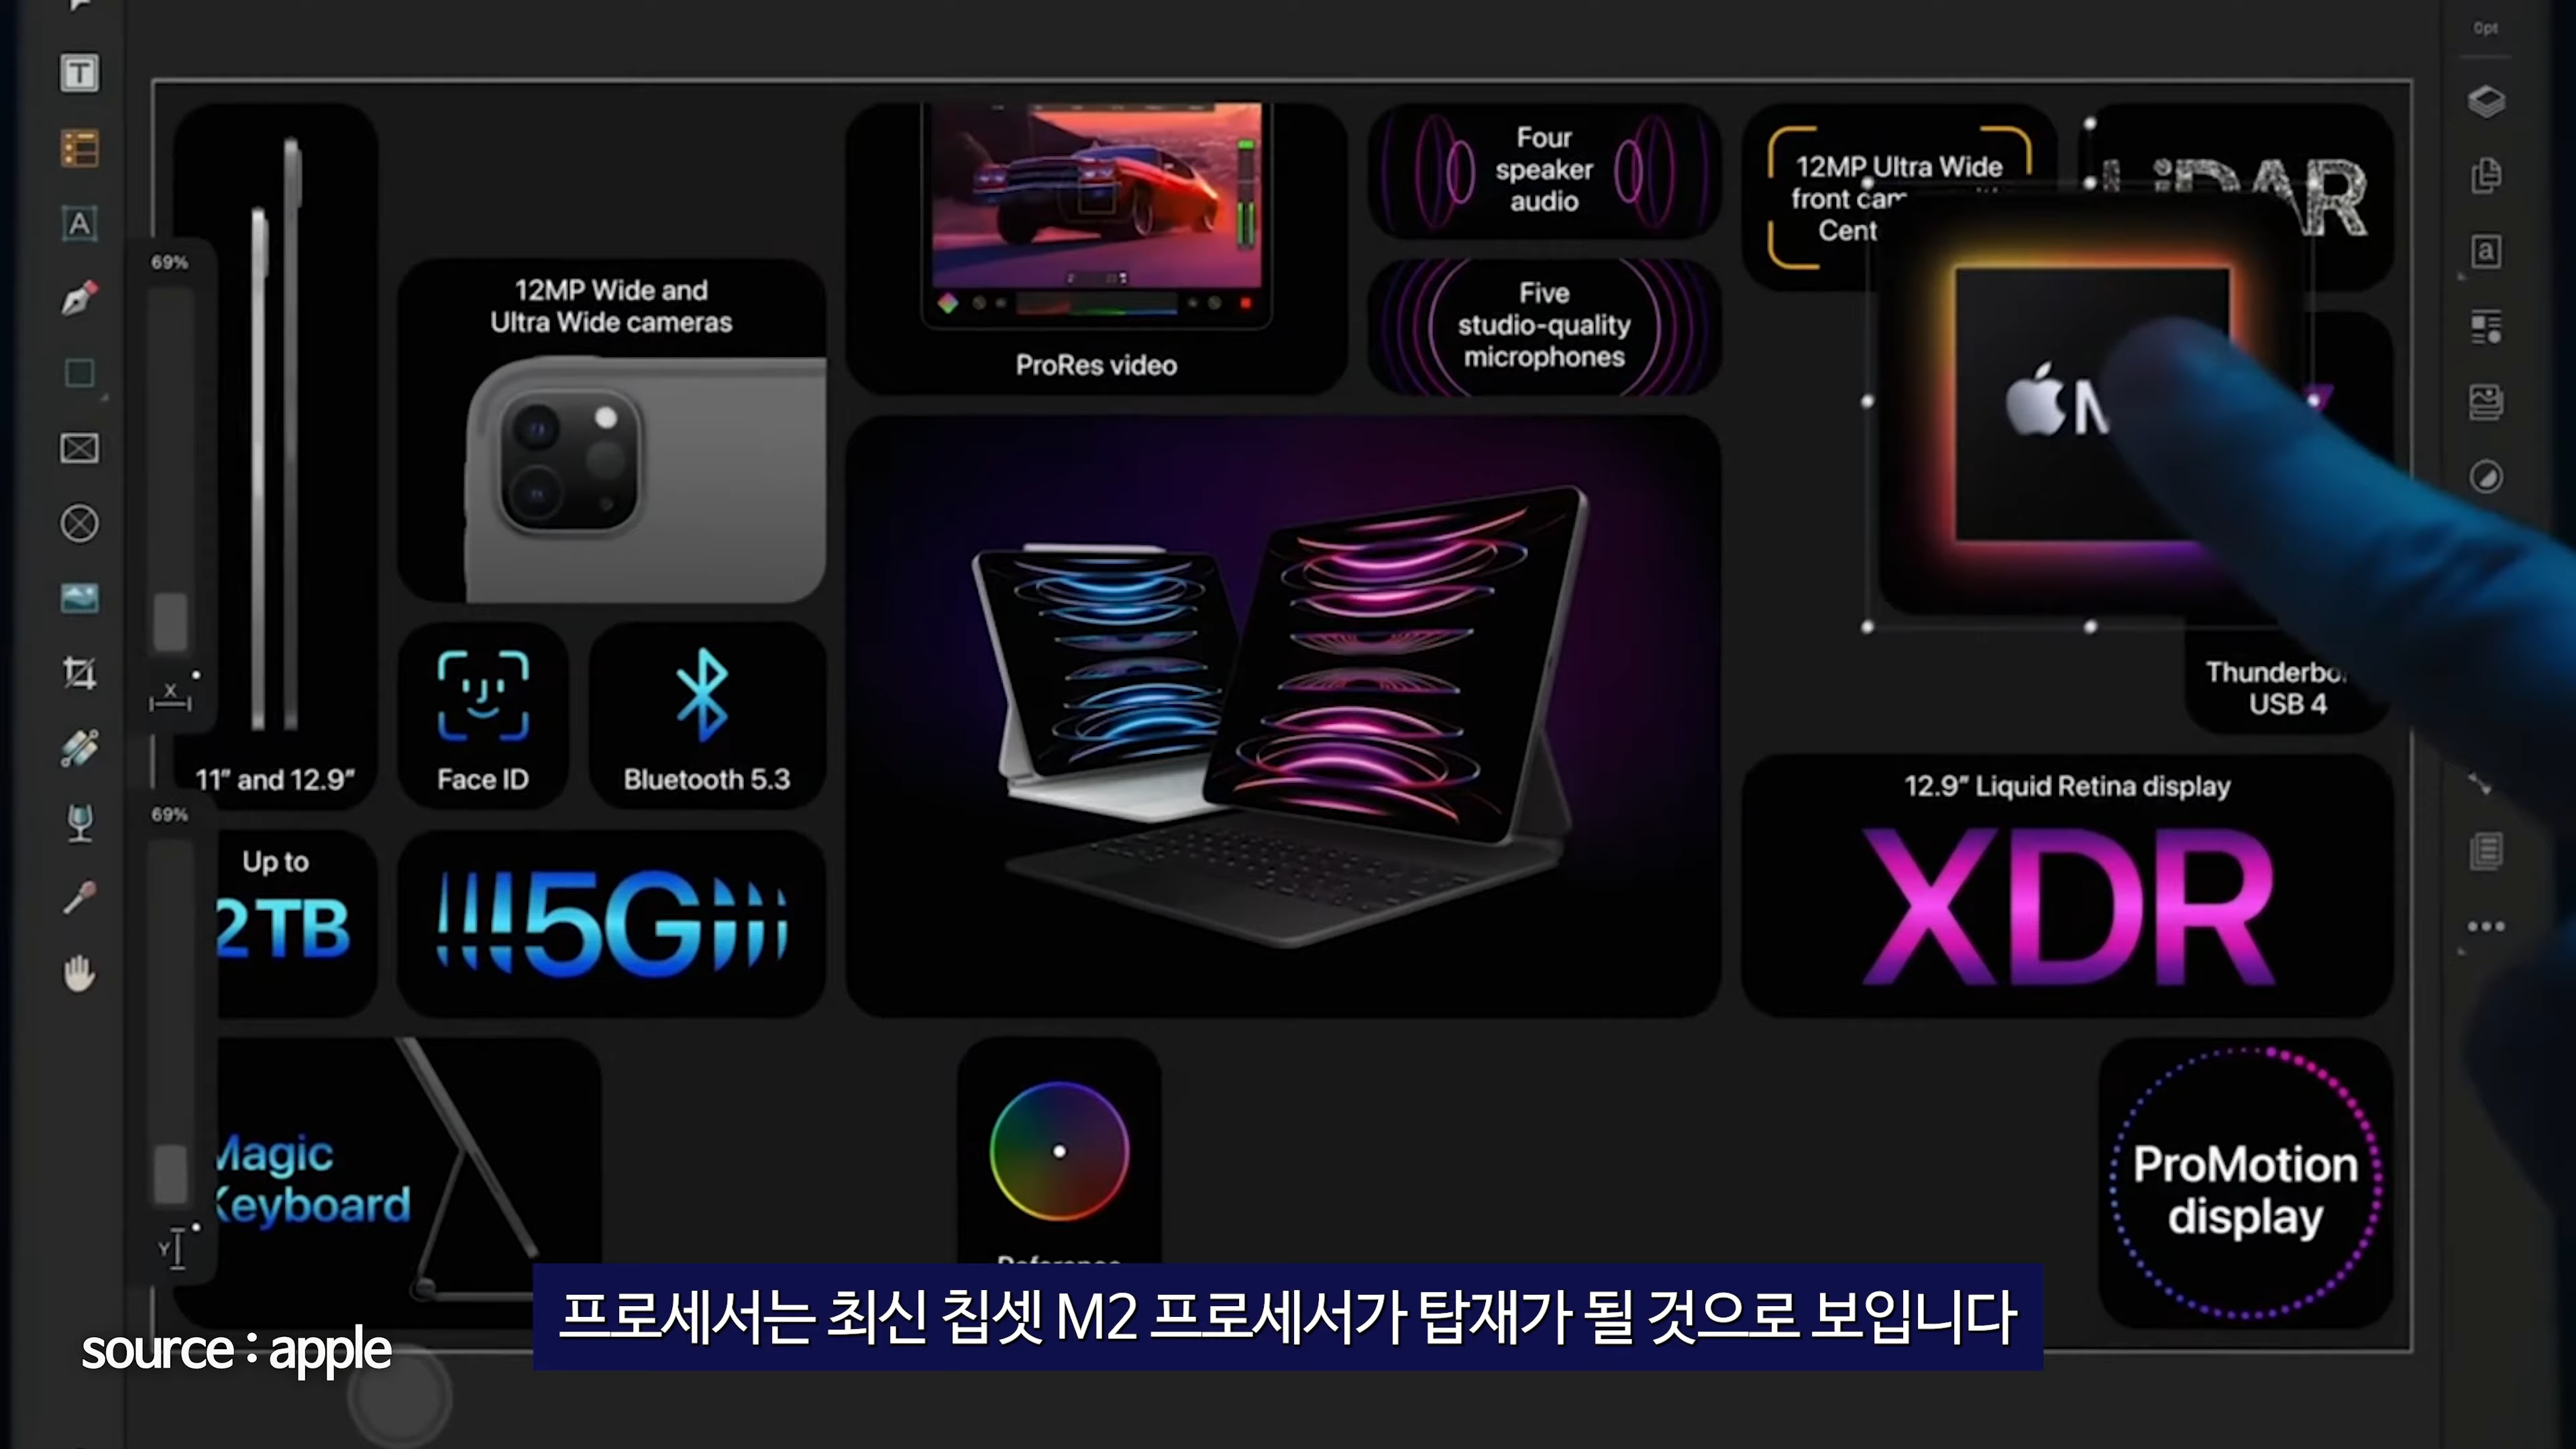 0pt
T
A
a
69%
X
69%
Y
11" and 12.9"
12MP Wide and
Ultra Wide cameras
ProRes video
Four
speaker
audio
Five
studio-quality
microphones
12MP Ultra Wide
front
LiDAR
Face ID
Bluetooth 5.3
USB 4
Up to
2TB
5G
12.9" Liquid Retina display
XDR
Magic
Keyboard
ProMotion
display
프로세서는 최신 칩셋 M2 프로세서가 탑재가 될 것으로 보입니다
source : apple